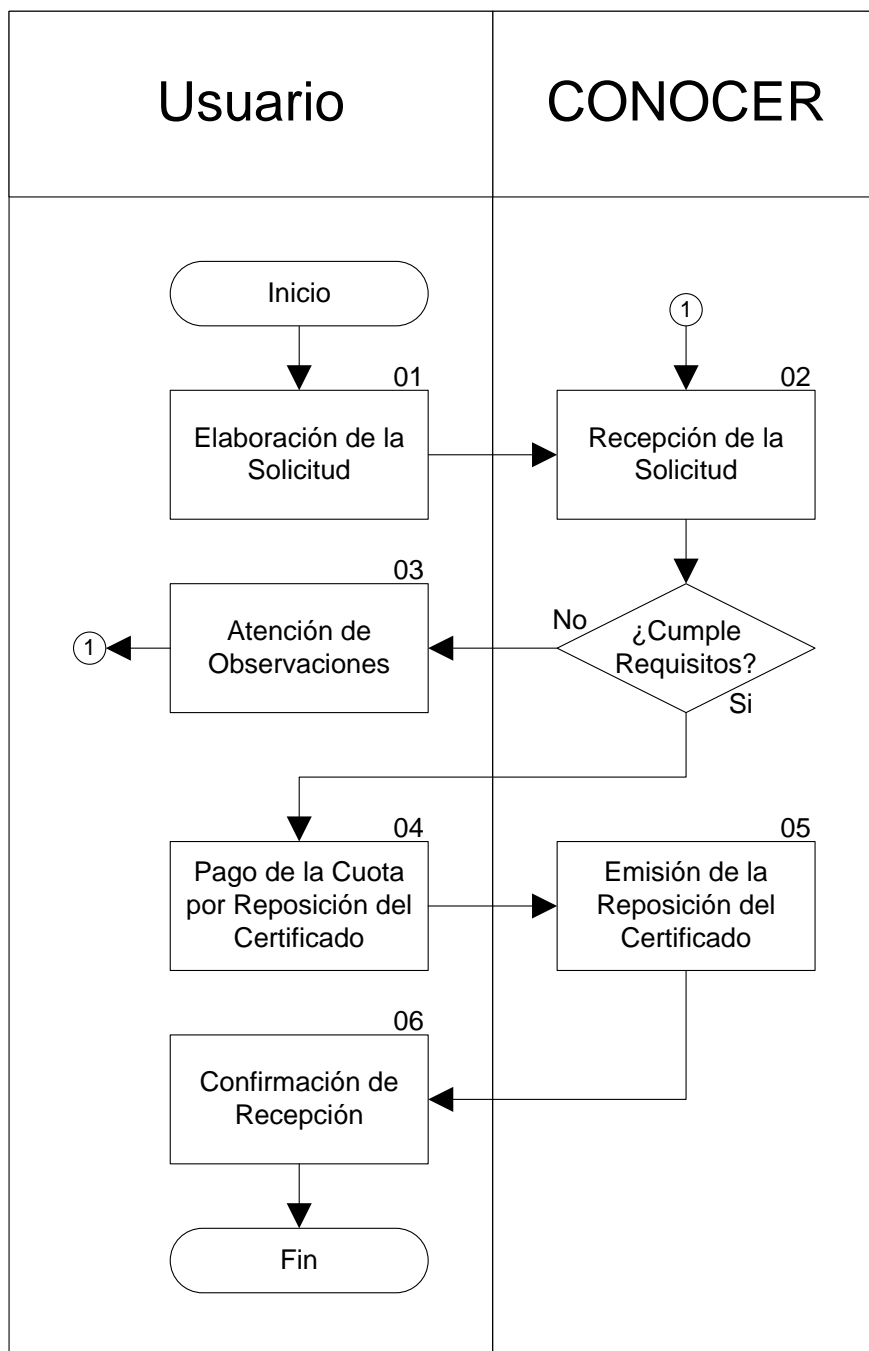 Usuario
CONOCER
Inicio
1
01
02
Elaboración de la
Solicitud
Recepción de la
Solicitud
03
No
¿Cumple
Requisitos?
Si
Atención de
Observaciones
1
04
05
Pago de la Cuota
por Reposición del
Certificado
Emisión de la
Reposición del
Certificado
06
Confirmación de
Recepción
Fin